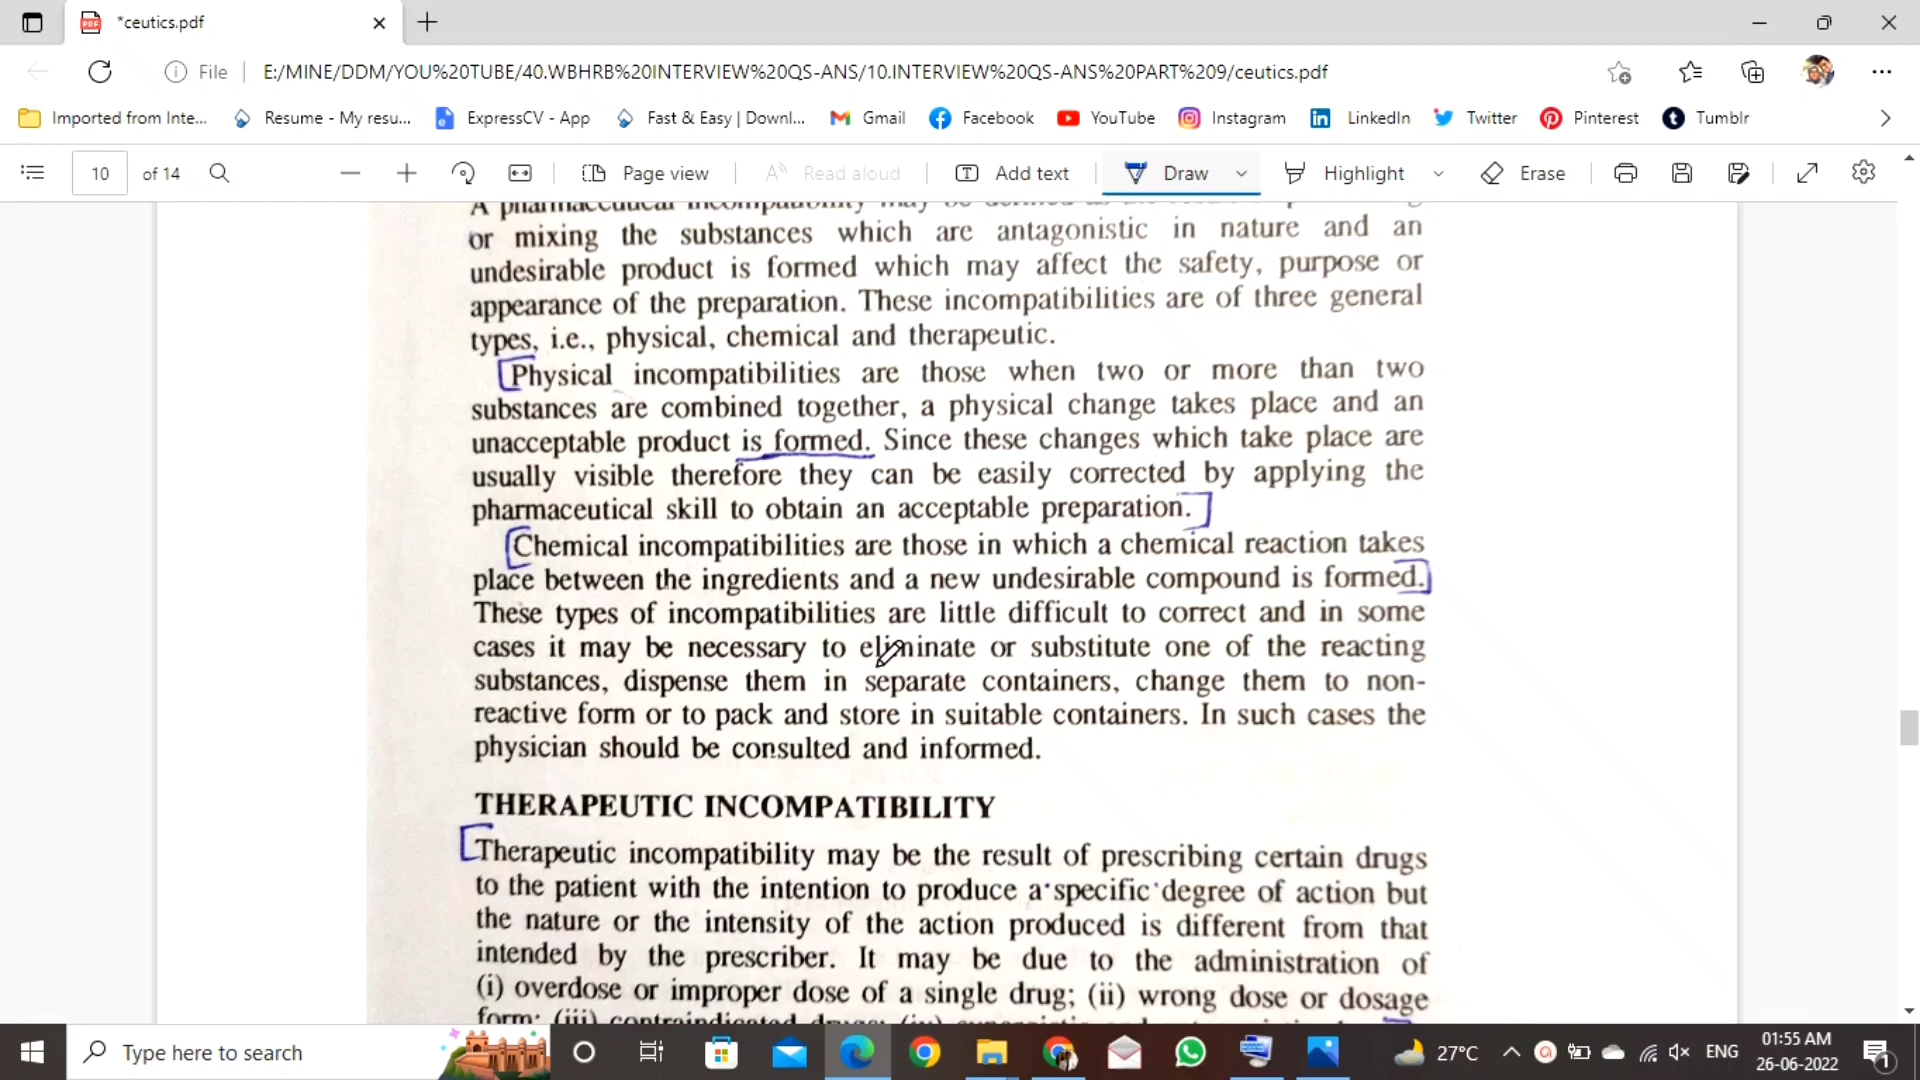 *ceutics.pdf
File
E:/MINE/DDM/YOU%20TUBE/40.WBHRB%20INTERVIEW%20QS-ANS/10.INTERVIEW%20QS-ANS%20PART%209/ceutics.pdf
Imported from Inte...
Resume - My resu...
ExpressCV - App
Fast & Easy | Downl...
Gmail
Facebook
YouTube
Instagram
LinkedIn
Twitter
Pinterest
Tumblr
10 of 14
Page view
Read aloud
Add text
Draw
Highlight
Erase
A pharmaceutical incompatibility may be defined as the
or mixing the substances which are antagonistic in nature and an
undesirable product is formed which may affect the safety, purpose or
appearance of the preparation. These incompatibilities are of three general
types, i.e., physical, chemical and therapeutic.
Physical incompatibilities are those when two or more than two
substances are combined together, a physical change takes place and an
unacceptable product is formed. Since these changes which take place are
usually visible therefore they can be easily corrected by applying the
pharmaceutical skill to obtain an acceptable preparation.
Chemical incompatibilities are those in which a chemical reaction takes
place between the ingredients and a new undesirable compound is formed.
These types of incompatibilities are little difficult to correct and in some
cases it may be necessary to eliminate or substitute one of the reacting
substances, dispense them in separate containers, change them to non-
reactive form or to pack and store in suitable containers. In such cases the
physician should be consulted and informed.
THERAPEUTIC INCOMPATIBILITY
Therapeutic incompatibility may be the result of prescribing certain drugs
to the patient with the intention to produce a specific degree of action but
the nature or the intensity of the action produced is different from that
intended by the prescriber. It may be due to the administration of
(i) overdose or improper dose of a single drug; (ii) wrong dose or dosage
form; (iii) contraindicated drugs; (iv)
Type here to search
27°C
ENG
01:55 AM
26-06-2022
1